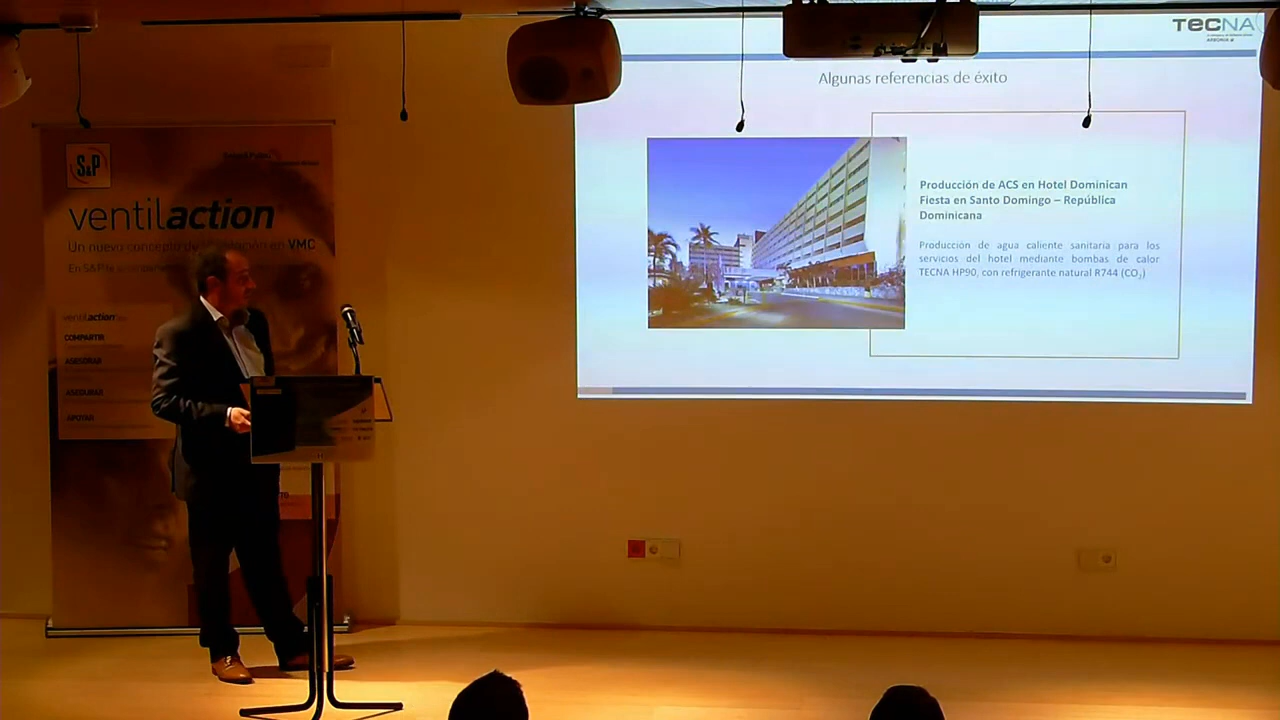 TECNA
Algunas referencias de éxito
Producción de ACS en Hotel Dominican
Fiesta en Santo Domingo – República
Dominicana
Producción de agua caliente sanitaria para los
servicios del hotel mediante bombas de calor
TECNA HP90, con refrigerante natural R744 (CO₂)
S&P
ventilaction
Un nuevo concepto de en VMC
En S&P te
ventilaction
COMPARTIR
ASESORAR
ASEGURAR
APOYAR